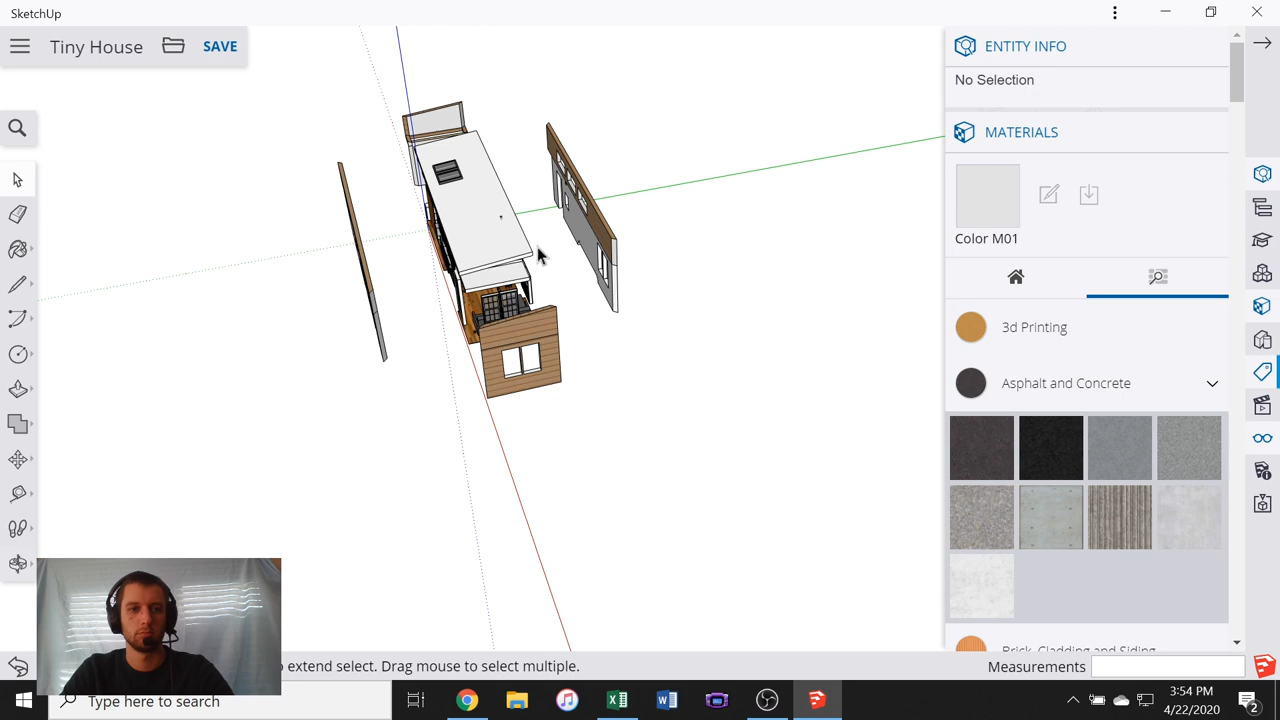 SketchUp
Tiny House
SAVE
ENTITY INFO
No Selection
MATERIALS
Color M01
3d Printing
Asphalt and Concrete
Brick, Cladding and Siding
extend select. Drag mouse to select multiple.
Measurements
Type here to search
3:54 PM
4/22/2020
2